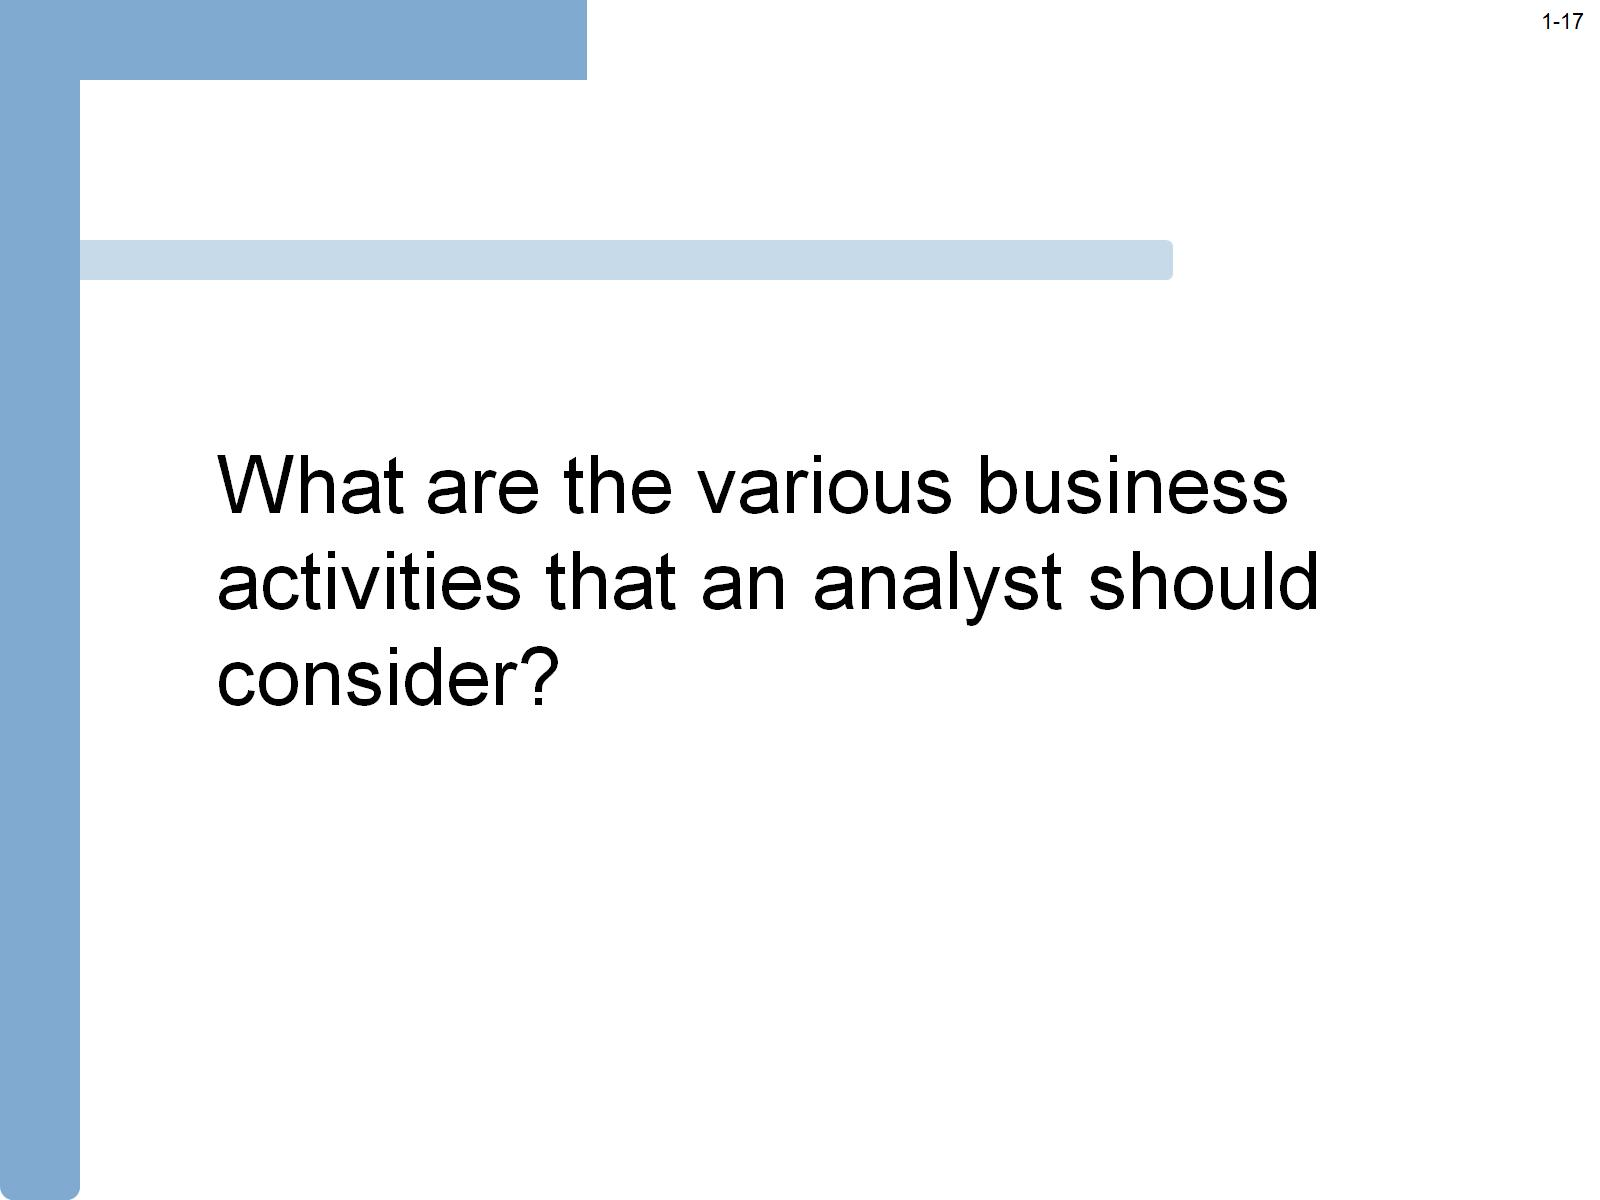 1-17
What are the various business
activities that an analyst should
consider?